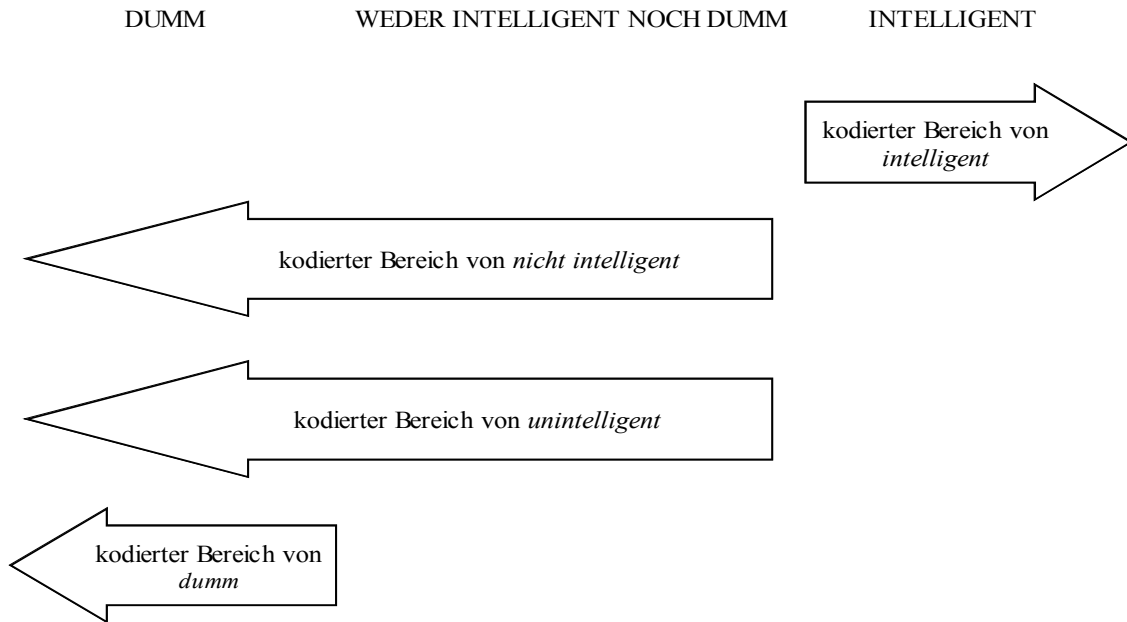 DUMM WEDER INTELLIGENT NOCH DUMM INTELLIGENT
kodierter Bereich von
intelligent
kodierter Bereich von nicht intelligent
kodierter Bereich von unintelligent
kodierter Bereich von
dumm